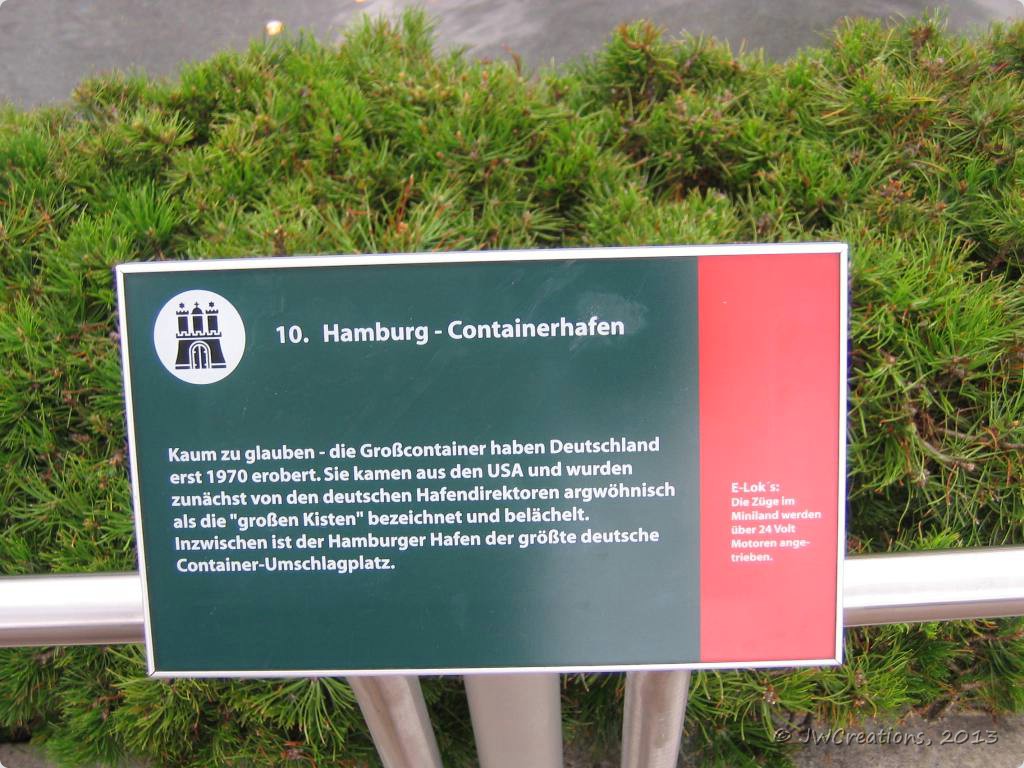 10. Hamburg - Containerhafen
Kaum zu glauben - die Großcontainer haben Deutschland
erst 1970 erobert. Sie kamen aus den USA und wurden
zunächst von den deutschen Hafendirektoren argwöhnisch
als die "großen Kisten" bezeichnet und belächelt.
Inzwischen ist der Hamburger Hafen der größte deutsche
Container-Umschlagplatz.
E-Lok´s:
Die Züge im
Miniland werden
über 24 Volt
Motoren ange-
trieben.
© JWCreations, 2013